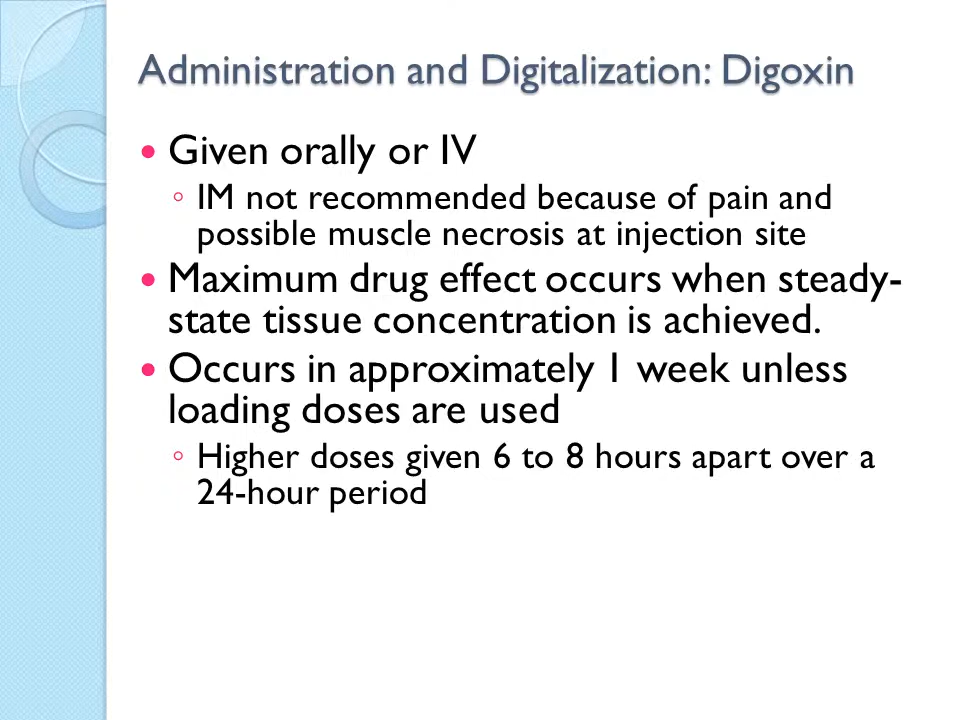 Administration and Digitalization: Digoxin
• Given orally or IV
◦ IM not recommended because of pain and
possible muscle necrosis at injection site
• Maximum drug effect occurs when steady-
state tissue concentration is achieved.
• Occurs in approximately 1 week unless
loading doses are used
◦ Higher doses given 6 to 8 hours apart over a
24-hour period